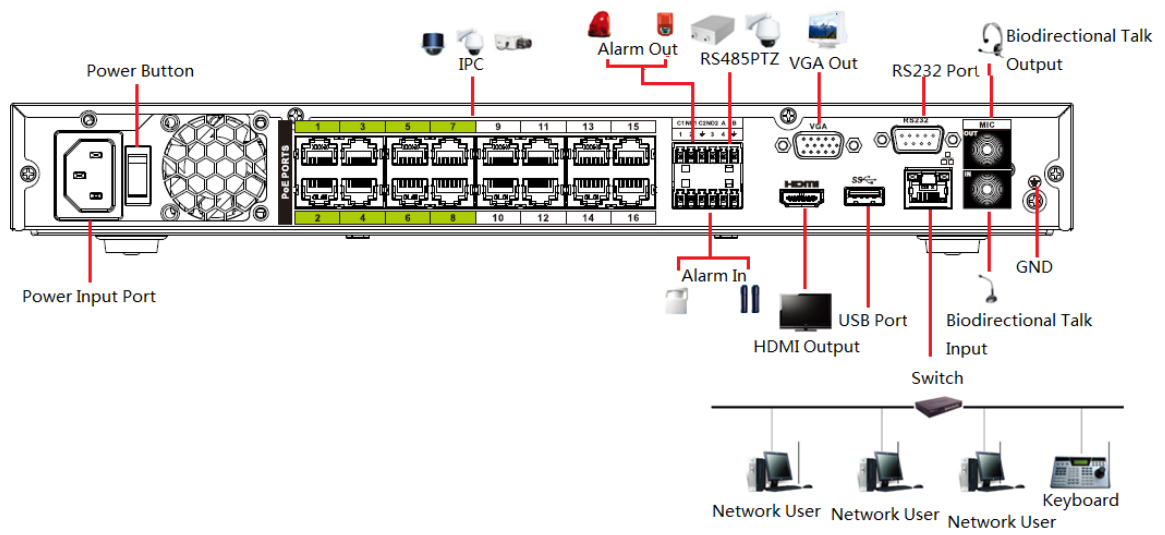 Alarm Out
IPC
RS485PTZ
VGA Out
Biodirectional Talk
Output
RS232 Port
Power Button
PoE PORTS
1 3 5 7 9 11 13 15
2 4 6 8 10 12 14 16
VGA
RS232
MIC
OUT
IN
HDMI
SS
Power Input Port
Alarm In
GND
USB Port
HDMI Output
Biodirectional Talk
Input
Switch
Network User
Network User
Network User
Keyboard